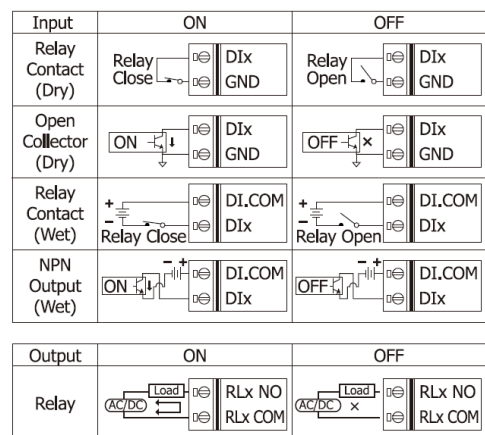 Input ON OFF
Relay Contact (Dry)
Relay Close DIx GND
Relay Open DIx GND
Open Collector (Dry)
ON DIx GND
OFF × DIx GND
Relay Contact (Wet)
+ − Relay Close DI.COM DIx
+ − Relay Open DI.COM DIx
NPN Output (Wet)
ON − + DI.COM DIx
OFF − + DI.COM DIx
Output ON OFF
Relay
AC/DC Load RLx NO RLx COM
AC/DC Load × RLx NO RLx COM